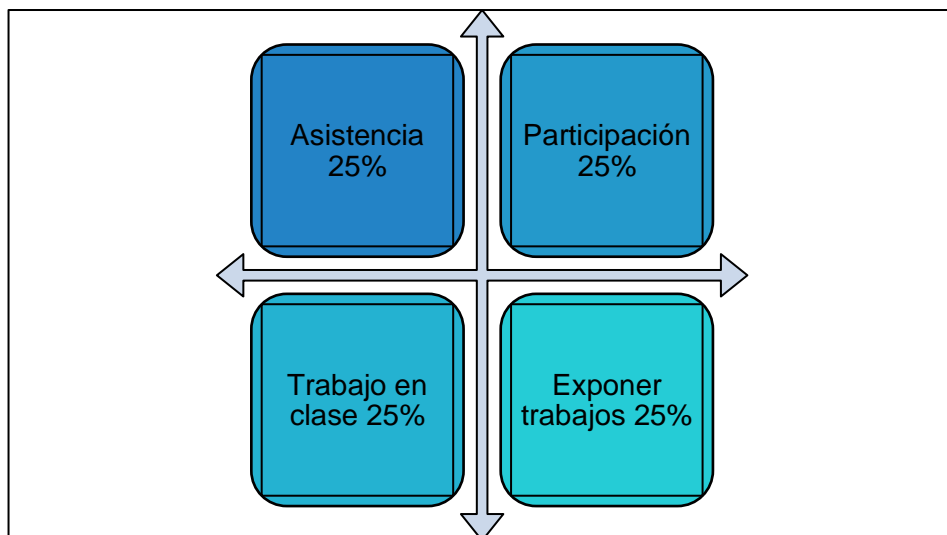 Asistencia
25%
Participación
25%
Trabajo en
clase 25%
Exponer
trabajos 25%